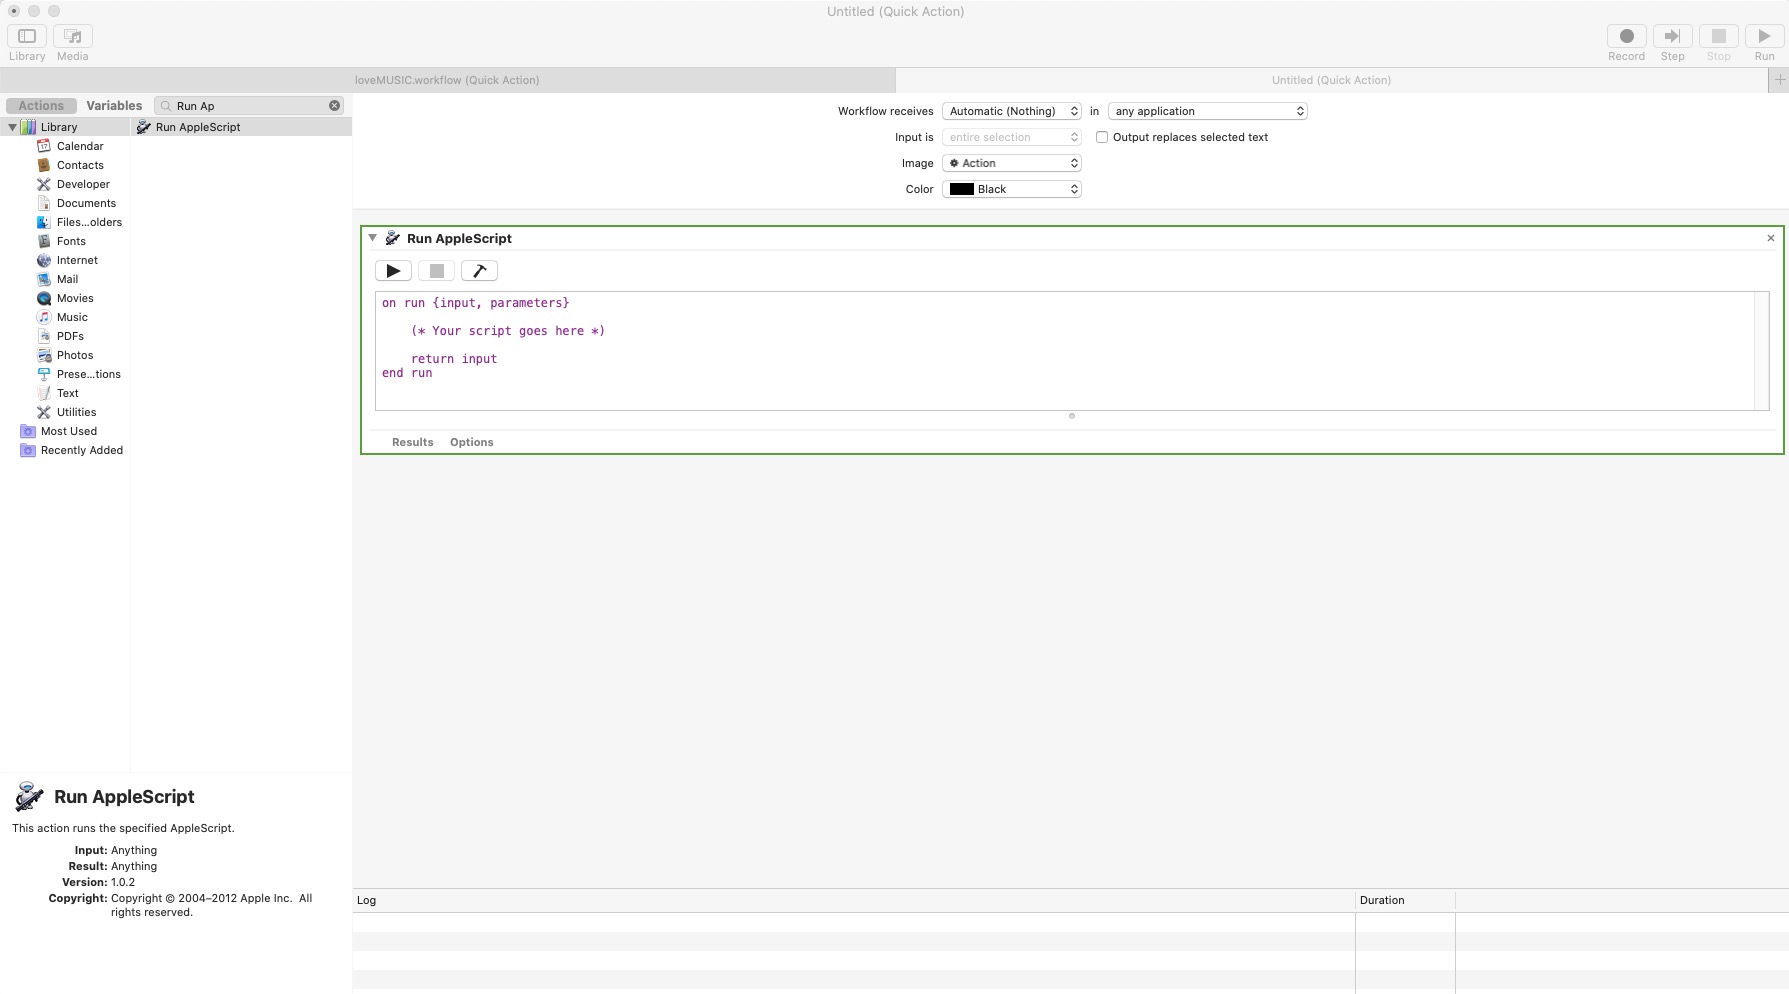 Untitled (Quick Action)
Library Media Record Step Stop Run
loveMUSIC.workflow (Quick Action) Untitled (Quick Action)
Actions Variables Run Ap
Library
Calendar
Contacts
Developer
Documents
Files...olders
Fonts
Internet
Mail
Movies
Music
PDFs
Photos
Prese...tions
Text
Utilities
Most Used
Recently Added
Run AppleScript
Workflow receives Automatic (Nothing) in any application
Input is entire selection Output replaces selected text
Image Action
Color Black
Run AppleScript
on run {input, parameters}
(* Your script goes here *)
return input
end run
Results Options
Run AppleScript
This action runs the specified AppleScript.
Input: Anything
Result: Anything
Version: 1.0.2
Copyright: Copyright © 2004–2012 Apple Inc. All
rights reserved.
Log Duration